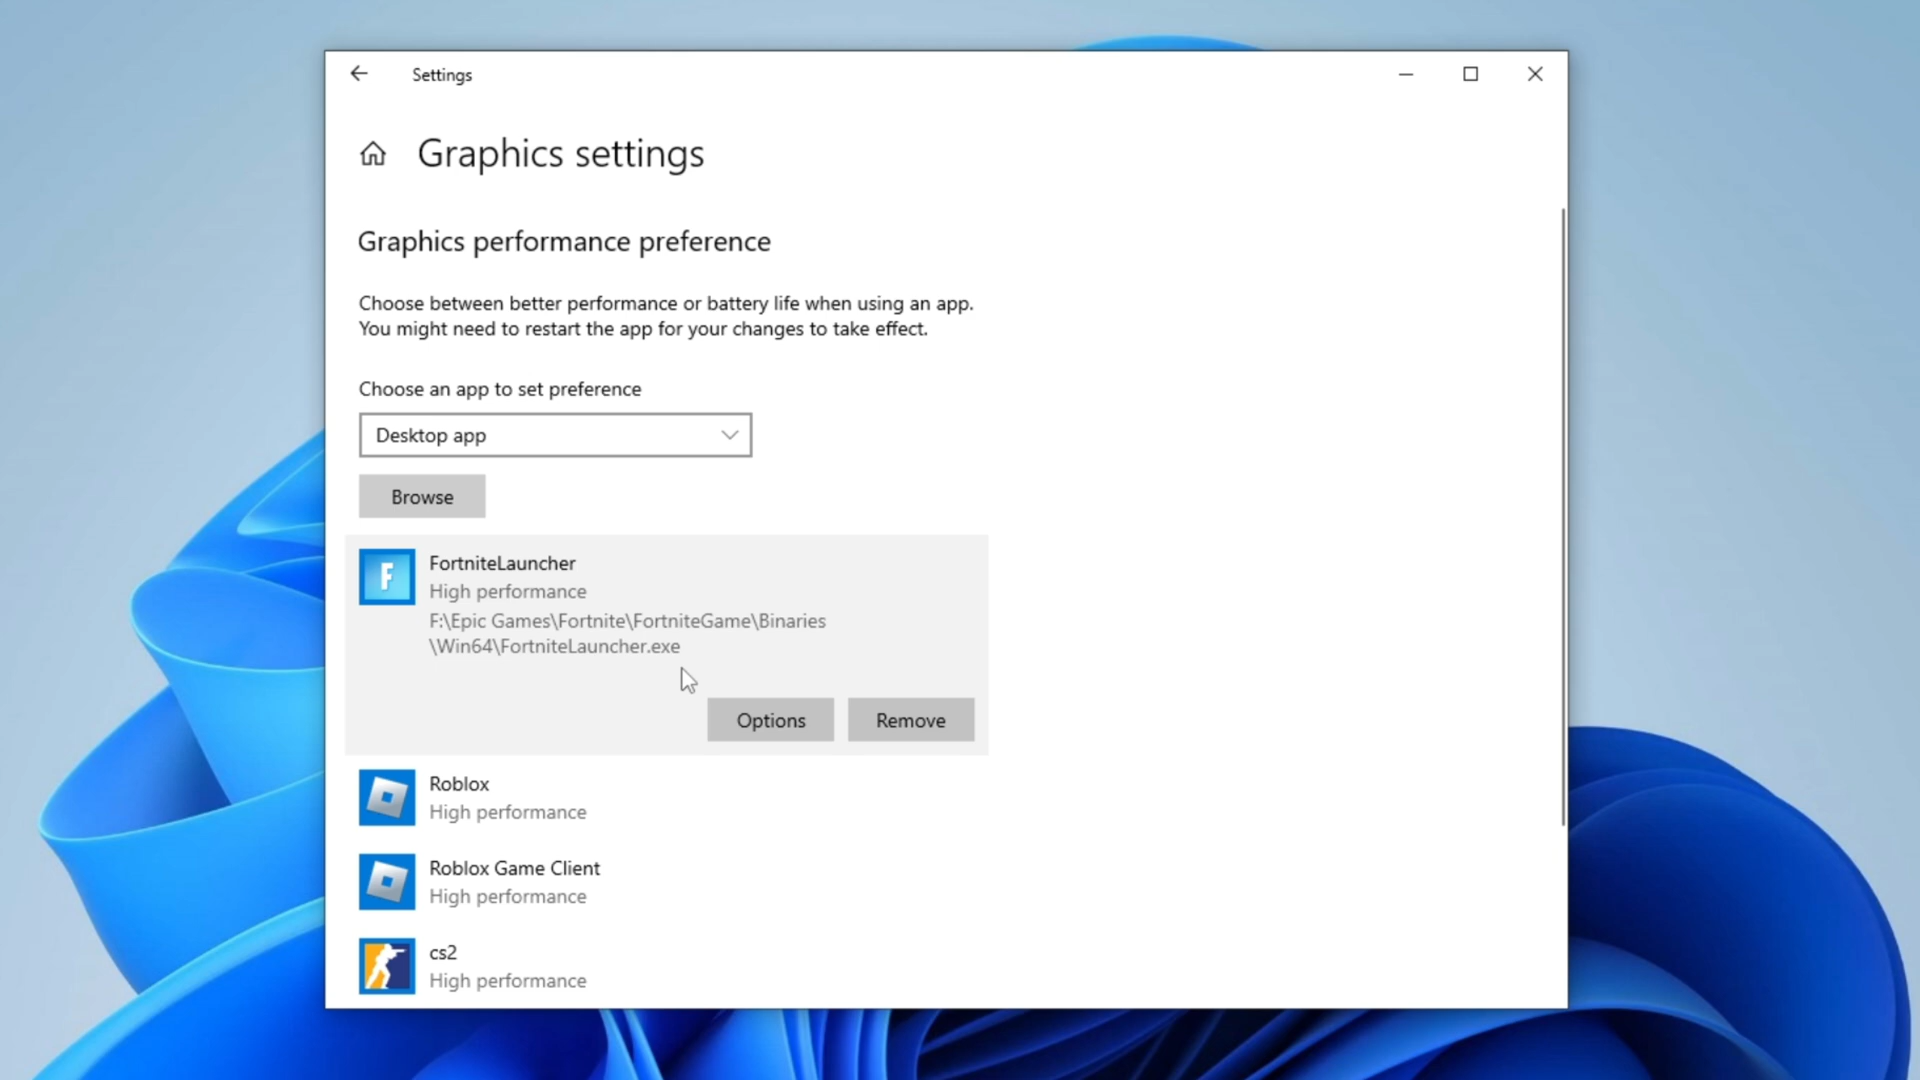 Settings
Graphics settings
Graphics performance preference
Choose between better performance or battery life when using an app.
You might need to restart the app for your changes to take effect.
Choose an app to set preference
Desktop app
Browse
F
FortniteLauncher
High performance
F:\Epic Games\Fortnite\FortniteGame\Binaries
\Win64\FortniteLauncher.exe
Options Remove
Roblox
High performance
Roblox Game Client
High performance
cs2
High performance